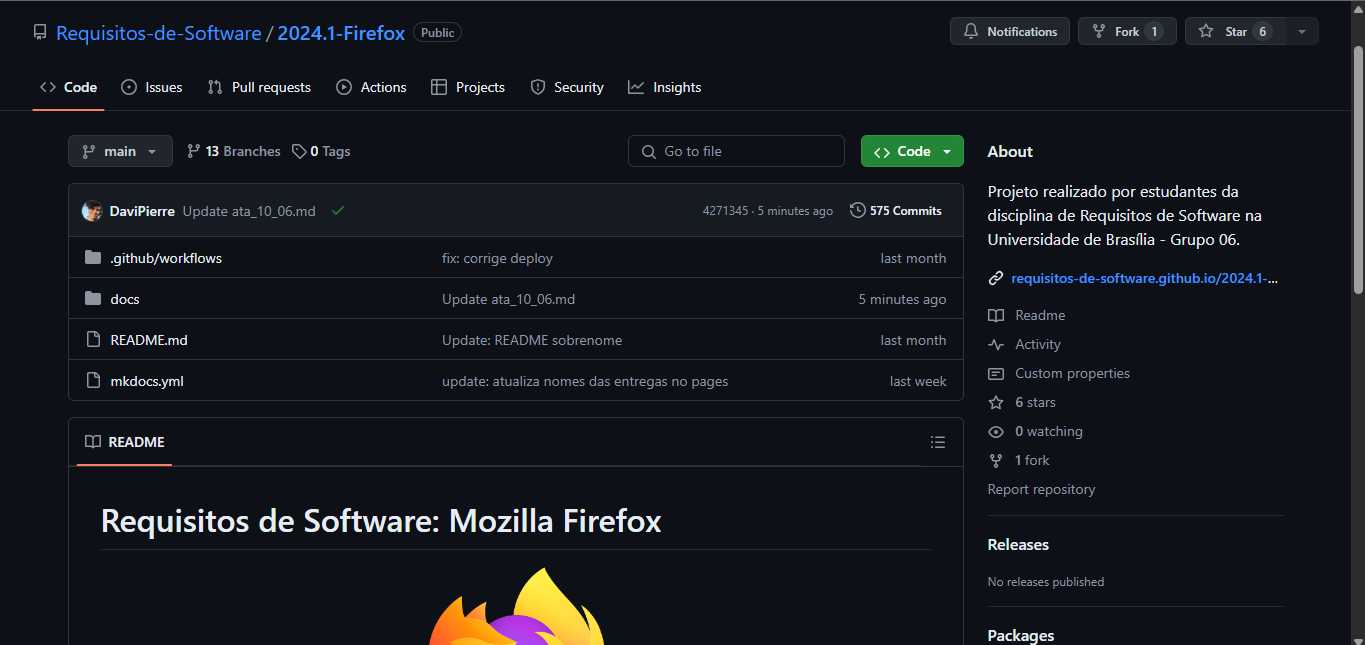 Requisitos-de-Software / 2024.1-Firefox Public
Notifications Fork 1 Star 6
Code Issues Pull requests Actions Projects Security Insights
main 13 Branches 0 Tags Go to file Code
DaviPierre Update ata_10_06.md 4271345 · 5 minutes ago 575 Commits
.github/workflows fix: corrige deploy last month
docs Update ata_10_06.md 5 minutes ago
README.md Update: README sobrenome last month
mkdocs.yml update: atualiza nomes das entregas no pages last week
README
Requisitos de Software: Mozilla Firefox
About
Projeto realizado por estudantes da
disciplina de Requisitos de Software na
Universidade de Brasília - Grupo 06.
requisitos-de-software.github.io/2024.1-...
Readme
Activity
Custom properties
6 stars
0 watching
1 fork
Report repository
Releases
No releases published
Packages